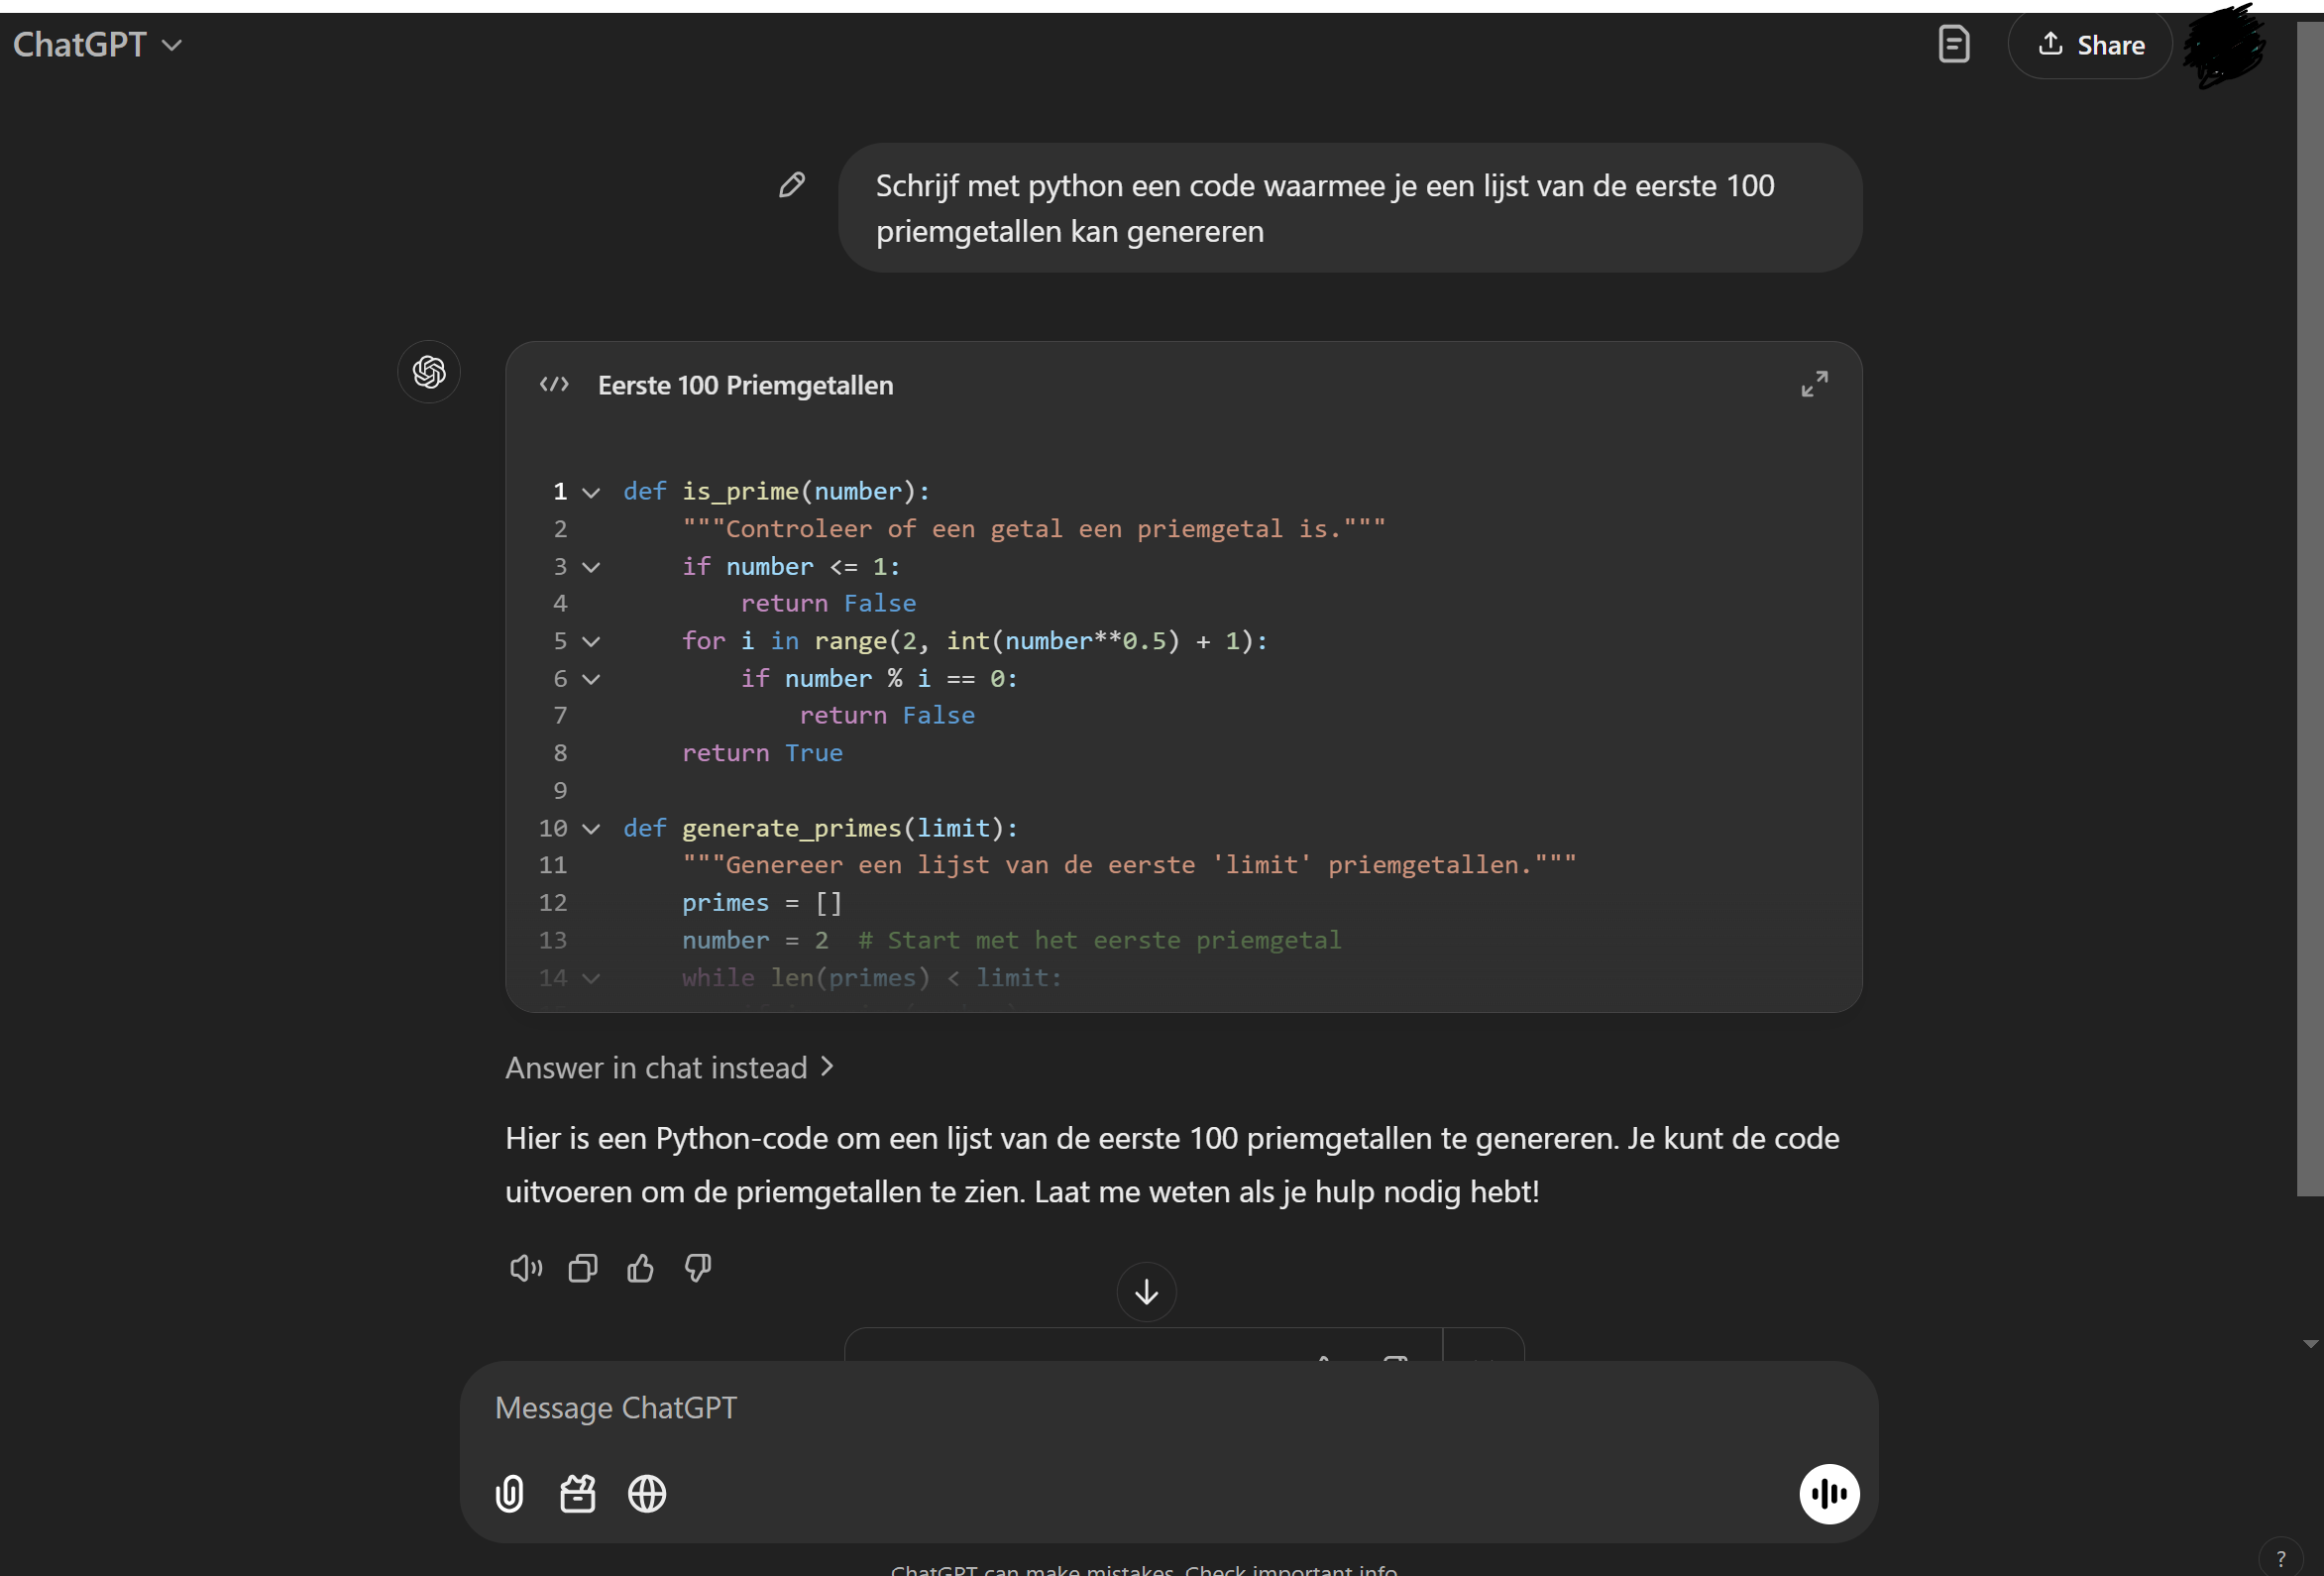 ChatGPT
Share
Schrijf met python een code waarmee je een lijst van de eerste 100
priemgetallen kan genereren
Eerste 100 Priemgetallen
1 def is_prime(number):
2     """Controleer of een getal een priemgetal is."""
3     if number <= 1:
4         return False
5     for i in range(2, int(number**0.5) + 1):
6         if number % i == 0:
7             return False
8     return True
9
10 def generate_primes(limit):
11     """Genereer een lijst van de eerste 'limit' priemgetallen."""
12     primes = []
13     number = 2  # Start met het eerste priemgetal
14     while len(primes) < limit:
Answer in chat instead
Hier is een Python-code om een lijst van de eerste 100 priemgetallen te genereren. Je kunt de code
uitvoeren om de priemgetallen te zien. Laat me weten als je hulp nodig hebt!
Message ChatGPT
ChatGPT can make mistakes. Check important info.
?